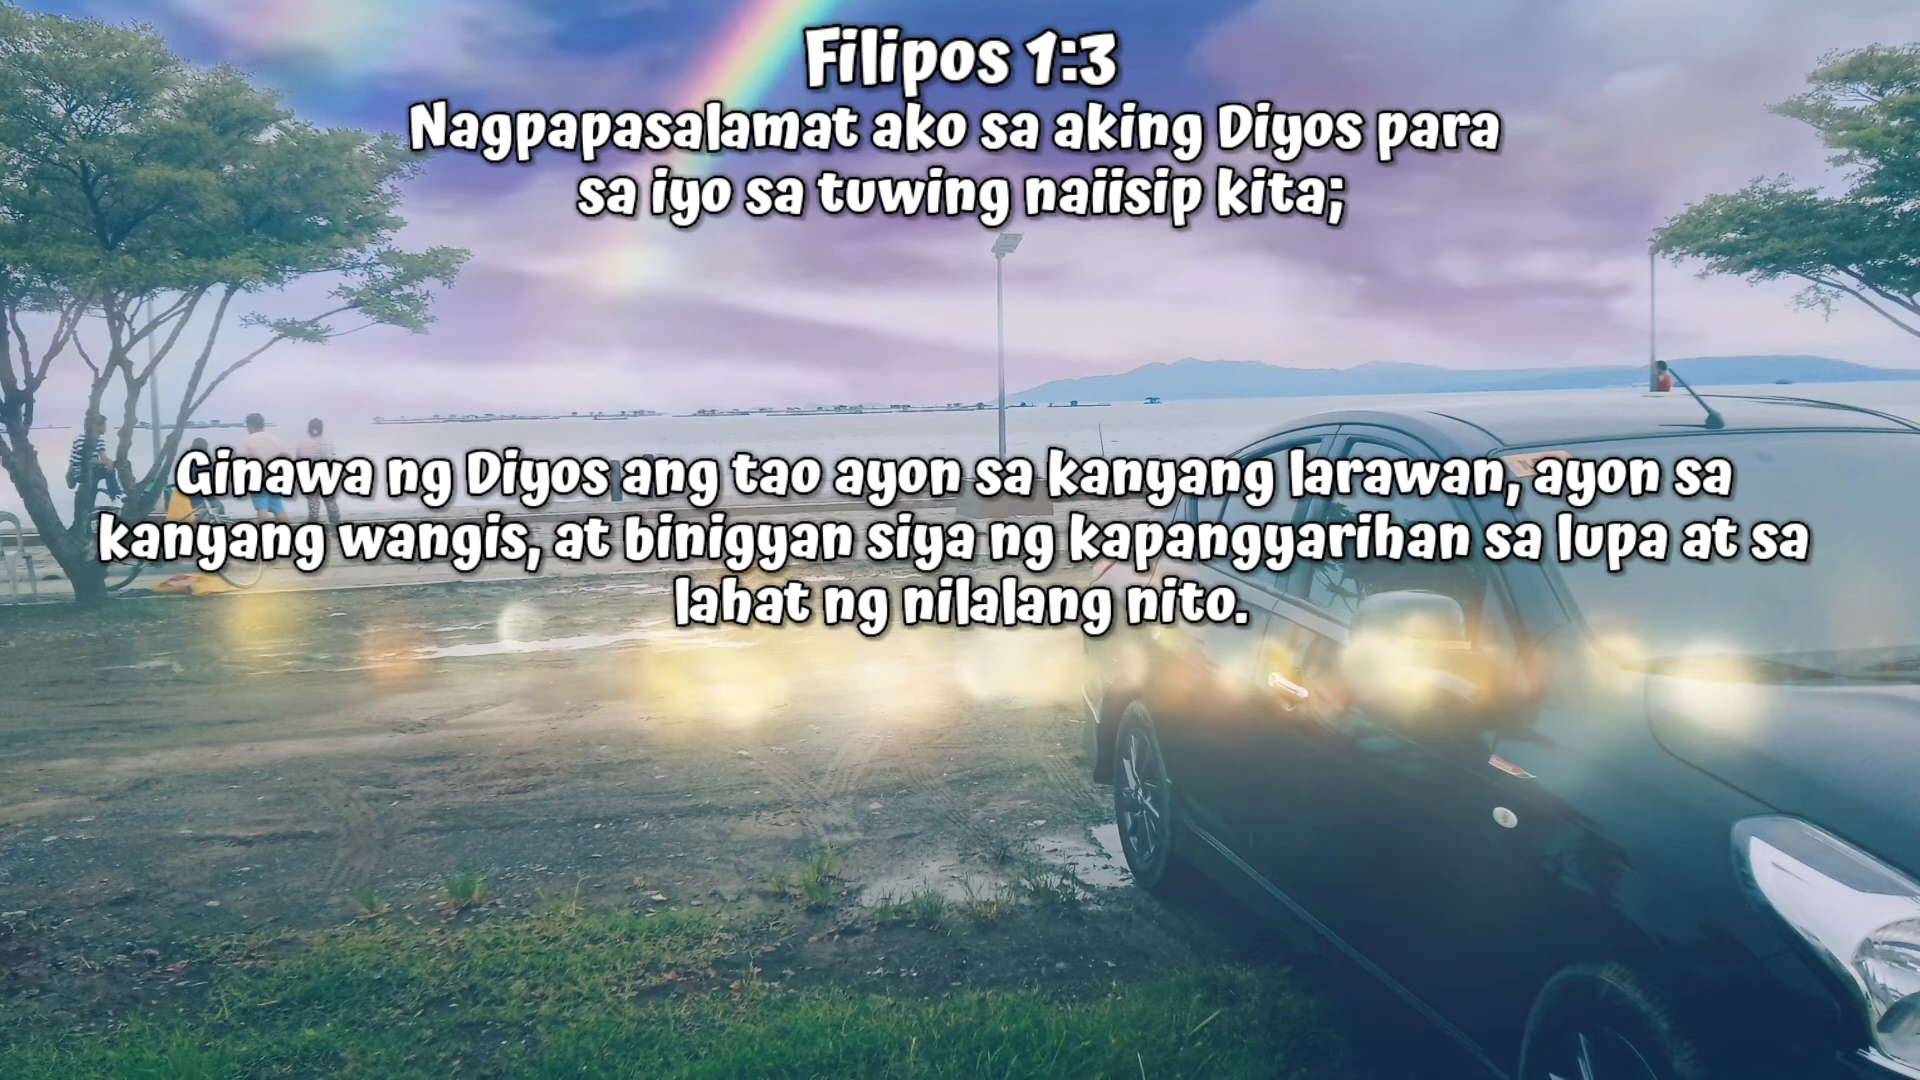 Filipos 1:3
Nagpapasalamat ako sa aking Diyos para
sa iyo sa tuwing naiisip kita;
Ginawa ng Diyos ang tao ayon sa kanyang larawan, ayon sa
kanyang wangis, at binigyan siya ng kapangyarihan sa lupa at sa
lahat ng nilalang nito.